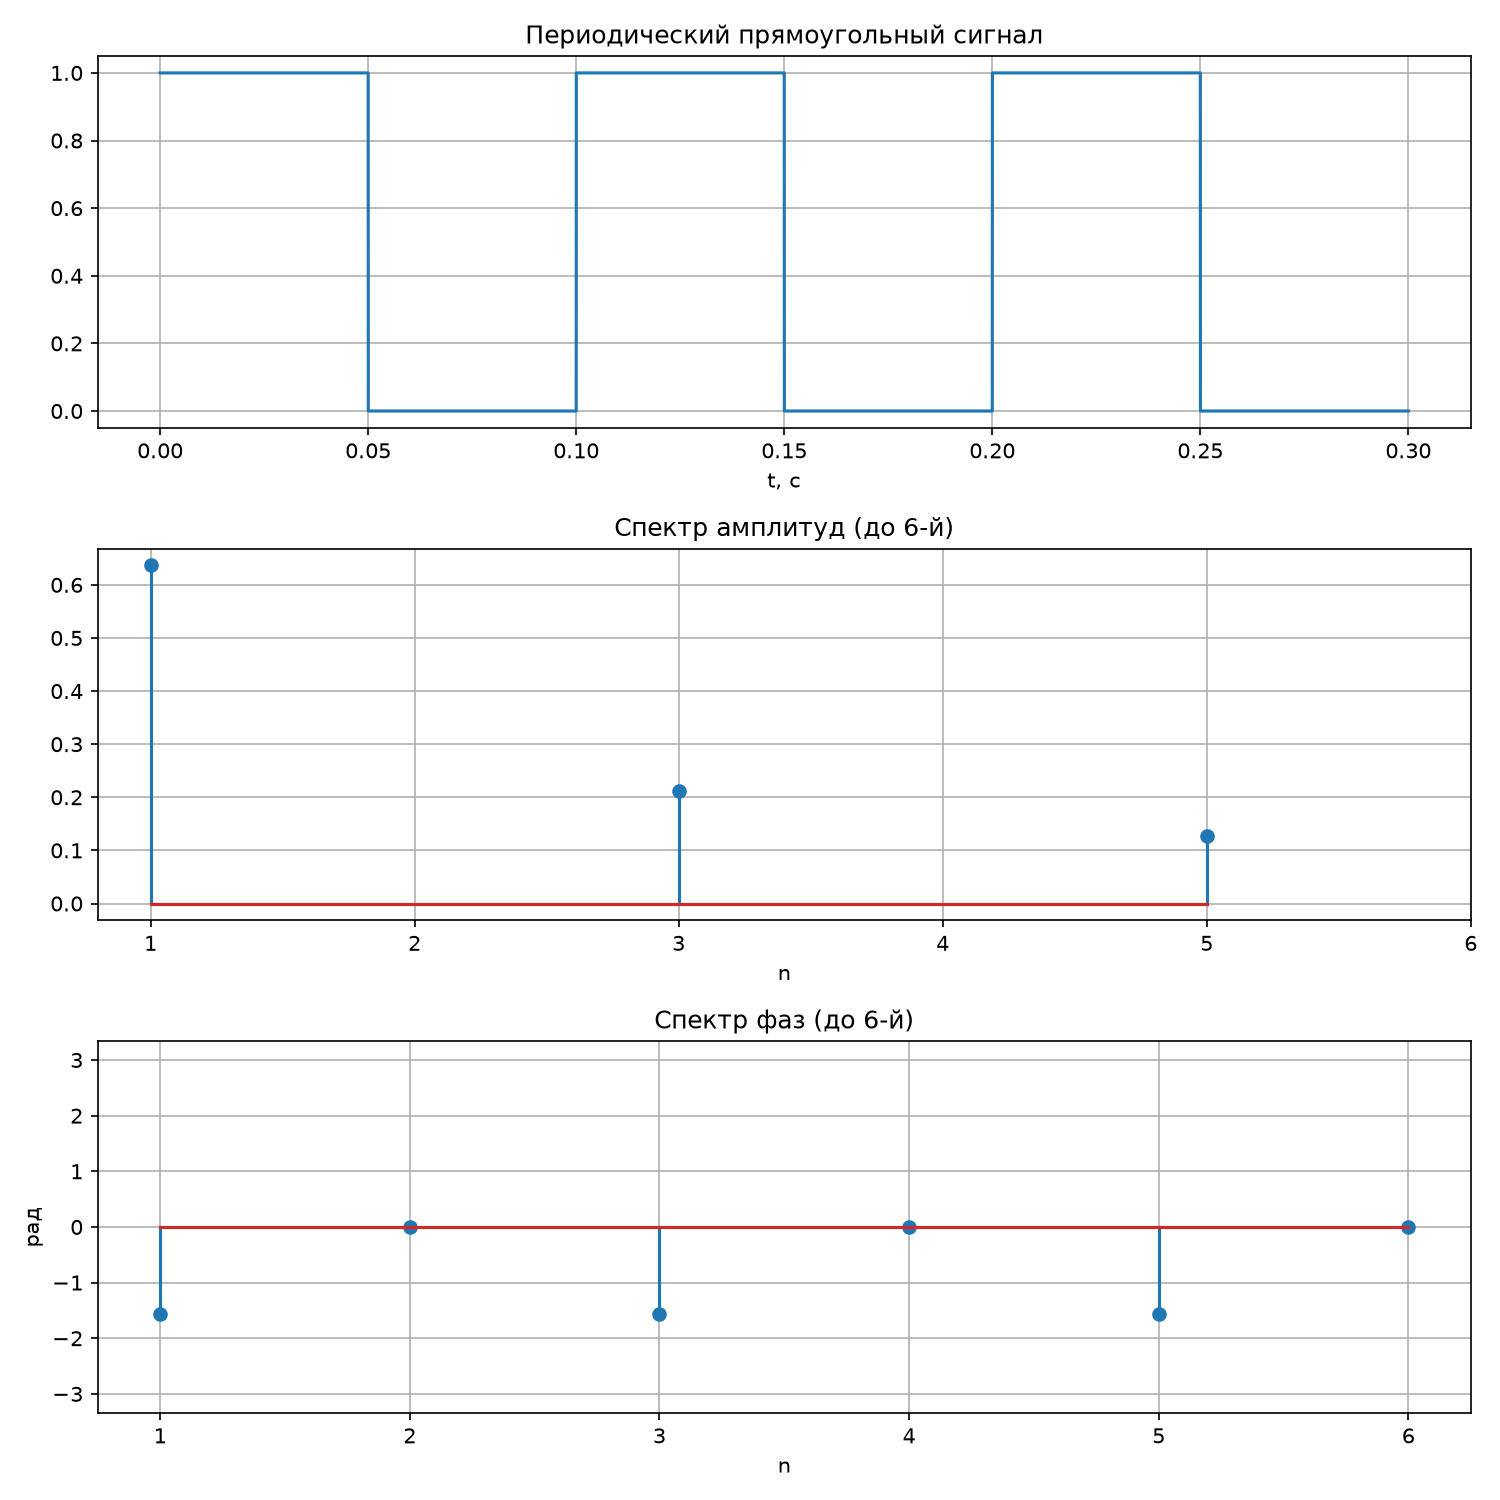 Периодический прямоугольный сигнал
1.0
0.8
0.6
0.4
0.2
0.0
0.00 0.05 0.10 0.15 0.20 0.25 0.30
t, с
Спектр амплитуд (до 6-й)
0.6
0.5
0.4
0.3
0.2
0.1
0.0
1 2 3 4 5 6
n
Спектр фаз (до 6-й)
рад
3
2
1
0
−1
−2
−3
1 2 3 4 5 6
n